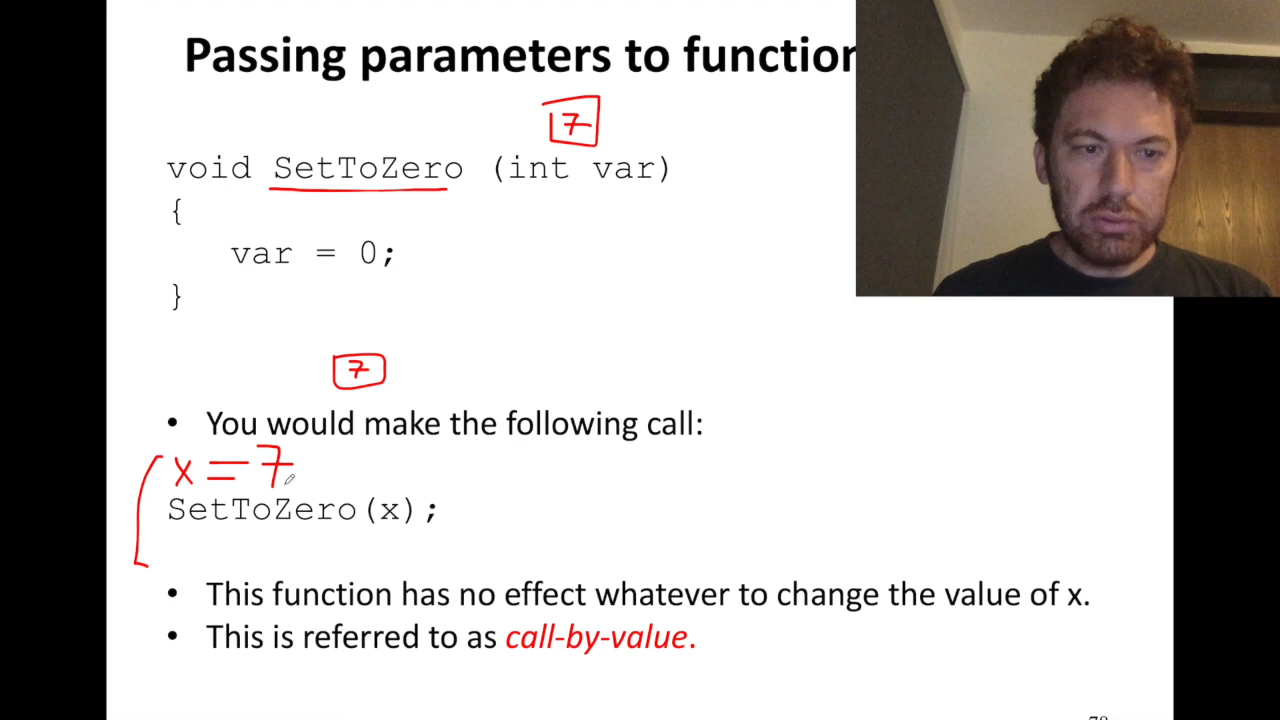 Passing parameters to function
7
void SetToZero (int var)
{
var = 0;
}
7
• You would make the following call:
x = 7
SetToZero(x);
• This function has no effect whatever to change the value of x.
• This is referred to as call-by-value.